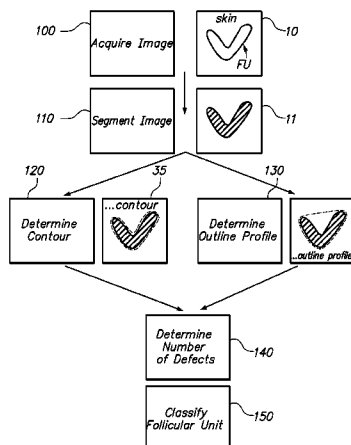 100
Acquire Image
skin
FU
10
110
Segment Image
11
120
Determine
Contour
...contour
35
130
Determine
Outline Profile
...outline profile
Determine
Number
of Defects
140
Classify
Follicular Unit
150